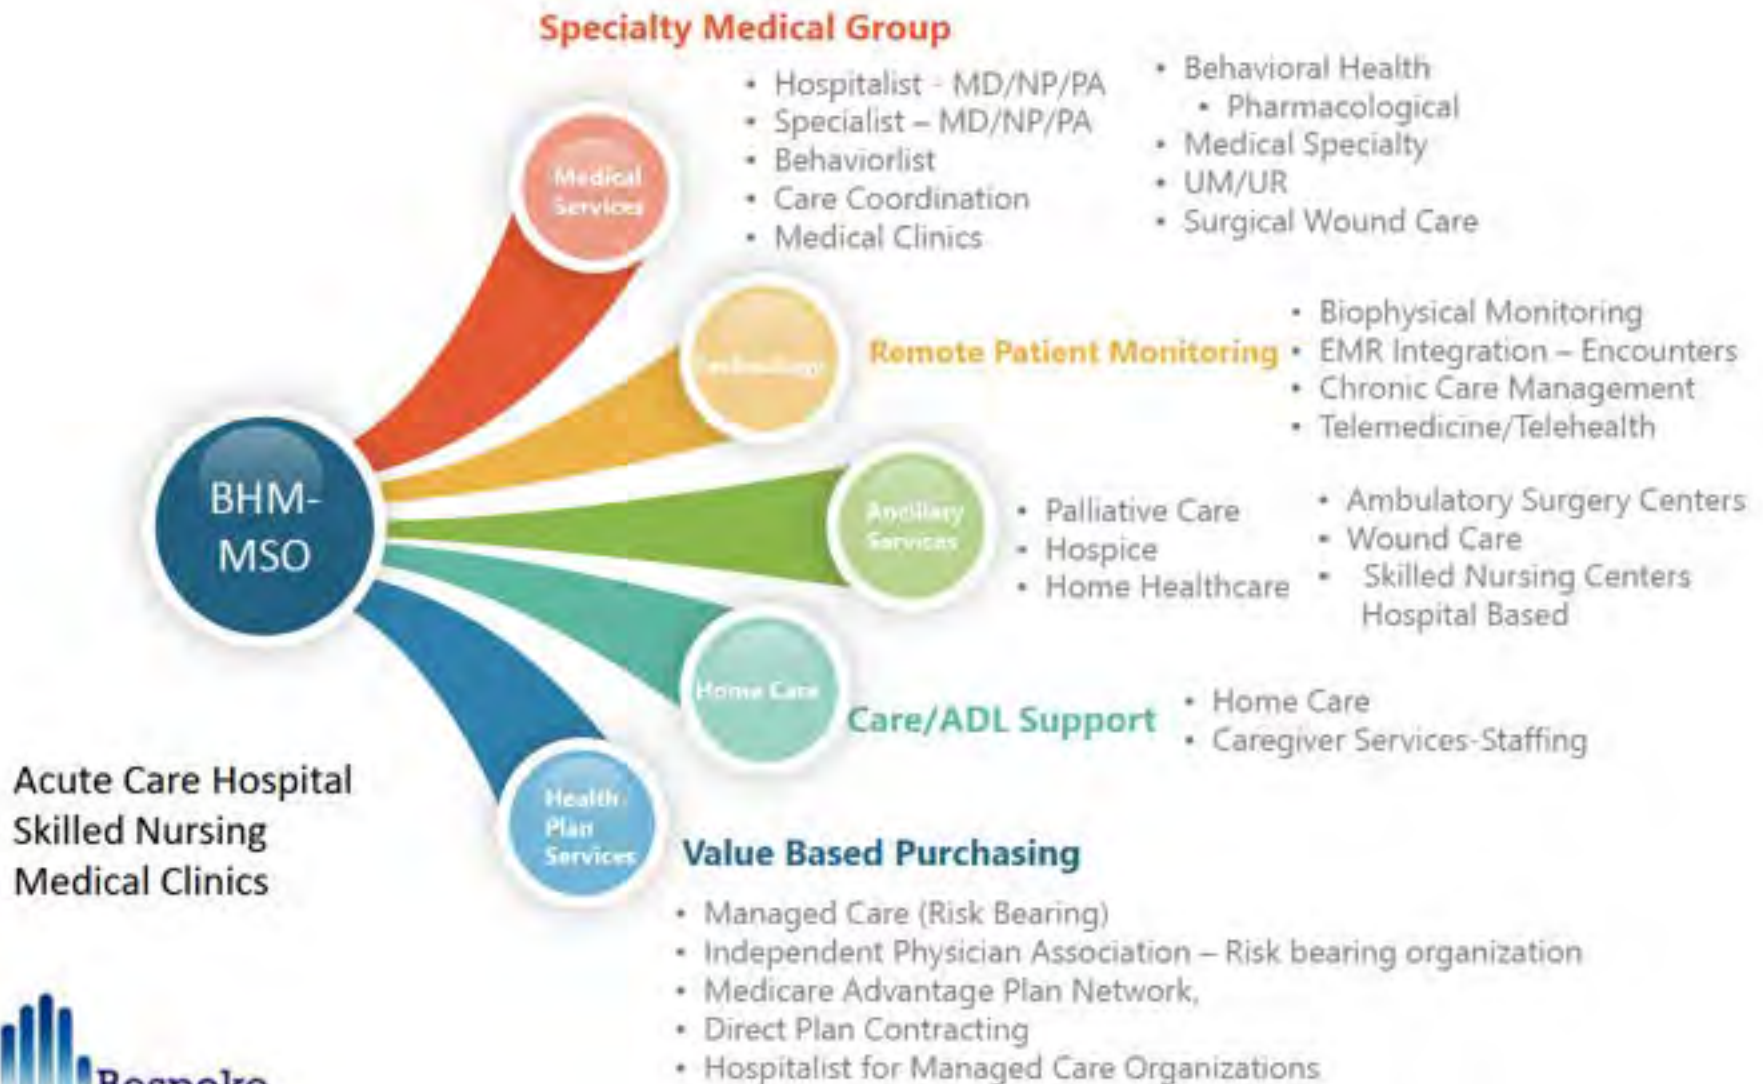 Specialty Medical Group
• Hospitalist - MD/NP/PA
• Specialist – MD/NP/PA
• Behaviorlist
• Care Coordination
• Medical Clinics
• Behavioral Health
• Pharmacological
• Medical Specialty
• UM/UR
• Surgical Wound Care
Medical
Services
Technology
Remote Patient Monitoring
• Biophysical Monitoring
• EMR Integration – Encounters
• Chronic Care Management
• Telemedicine/Telehealth
BHM-
MSO
Ancillary
Services
• Palliative Care
• Hospice
• Home Healthcare
• Ambulatory Surgery Centers
• Wound Care
• Skilled Nursing Centers
Hospital Based
Home Care
Care/ADL Support
• Home Care
• Caregiver Services-Staffing
Acute Care Hospital
Skilled Nursing
Medical Clinics
Health
Plan
Services
Value Based Purchasing
• Managed Care (Risk Bearing)
• Independent Physician Association – Risk bearing organization
• Medicare Advantage Plan Network,
• Direct Plan Contracting
• Hospitalist for Managed Care Organizations
Bespoke